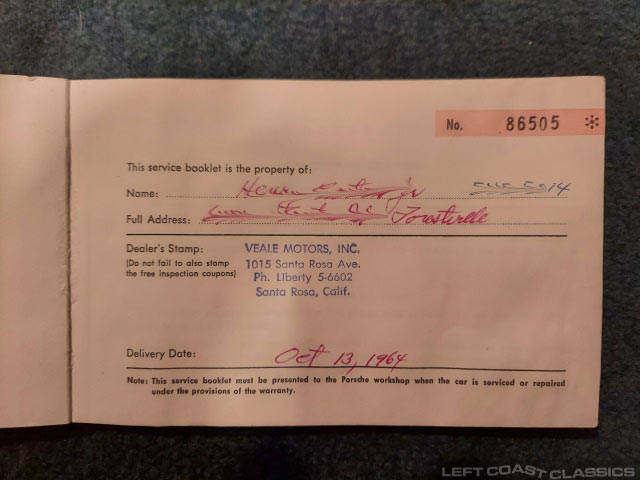 No. 86505 *
This service booklet is the property of:
Name: Henry Jr
Full Address: Forestville
Dealer's Stamp: VEALE MOTORS, INC.
(Do not fail to also stamp 1015 Santa Rosa Ave.
the free inspection coupons) Ph. LIberty 5-6602
Santa Rosa, Calif.
Delivery Date: Oct 13, 1964
Note: This service booklet must be presented to the Porsche workshop when the car is serviced or repaired
under the provisions of the warranty.
LEFT COAST CLASSICS